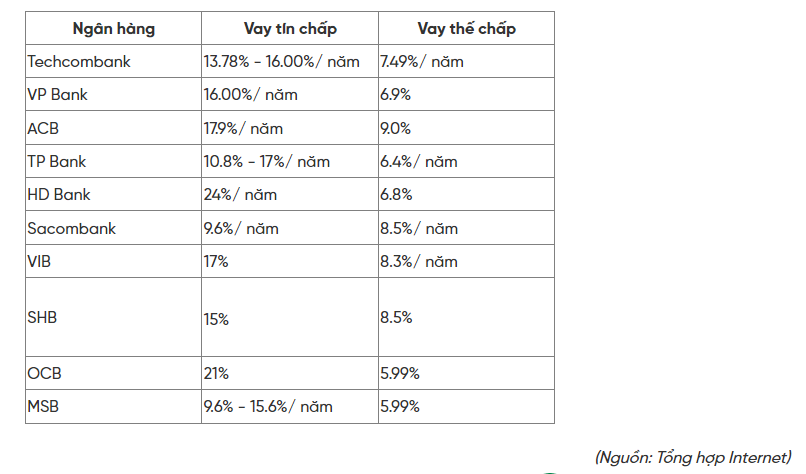 Ngân hàng Vay tín chấp Vay thế chấp
Techcombank 13.78% - 16.00%/ năm 7.49%/ năm
VP Bank 16.00%/ năm 6.9%
ACB 17.9%/ năm 9.0%
TP Bank 10.8% - 17%/ năm 6.4%/ năm
HD Bank 24%/ năm 6.8%
Sacombank 9.6%/ năm 8.5%/ năm
VIB 17% 8.3%/ năm
SHB 15% 8.5%
OCB 21% 5.99%
MSB 9.6% - 15.6%/ năm 5.99%
(Nguồn: Tổng hợp Internet)